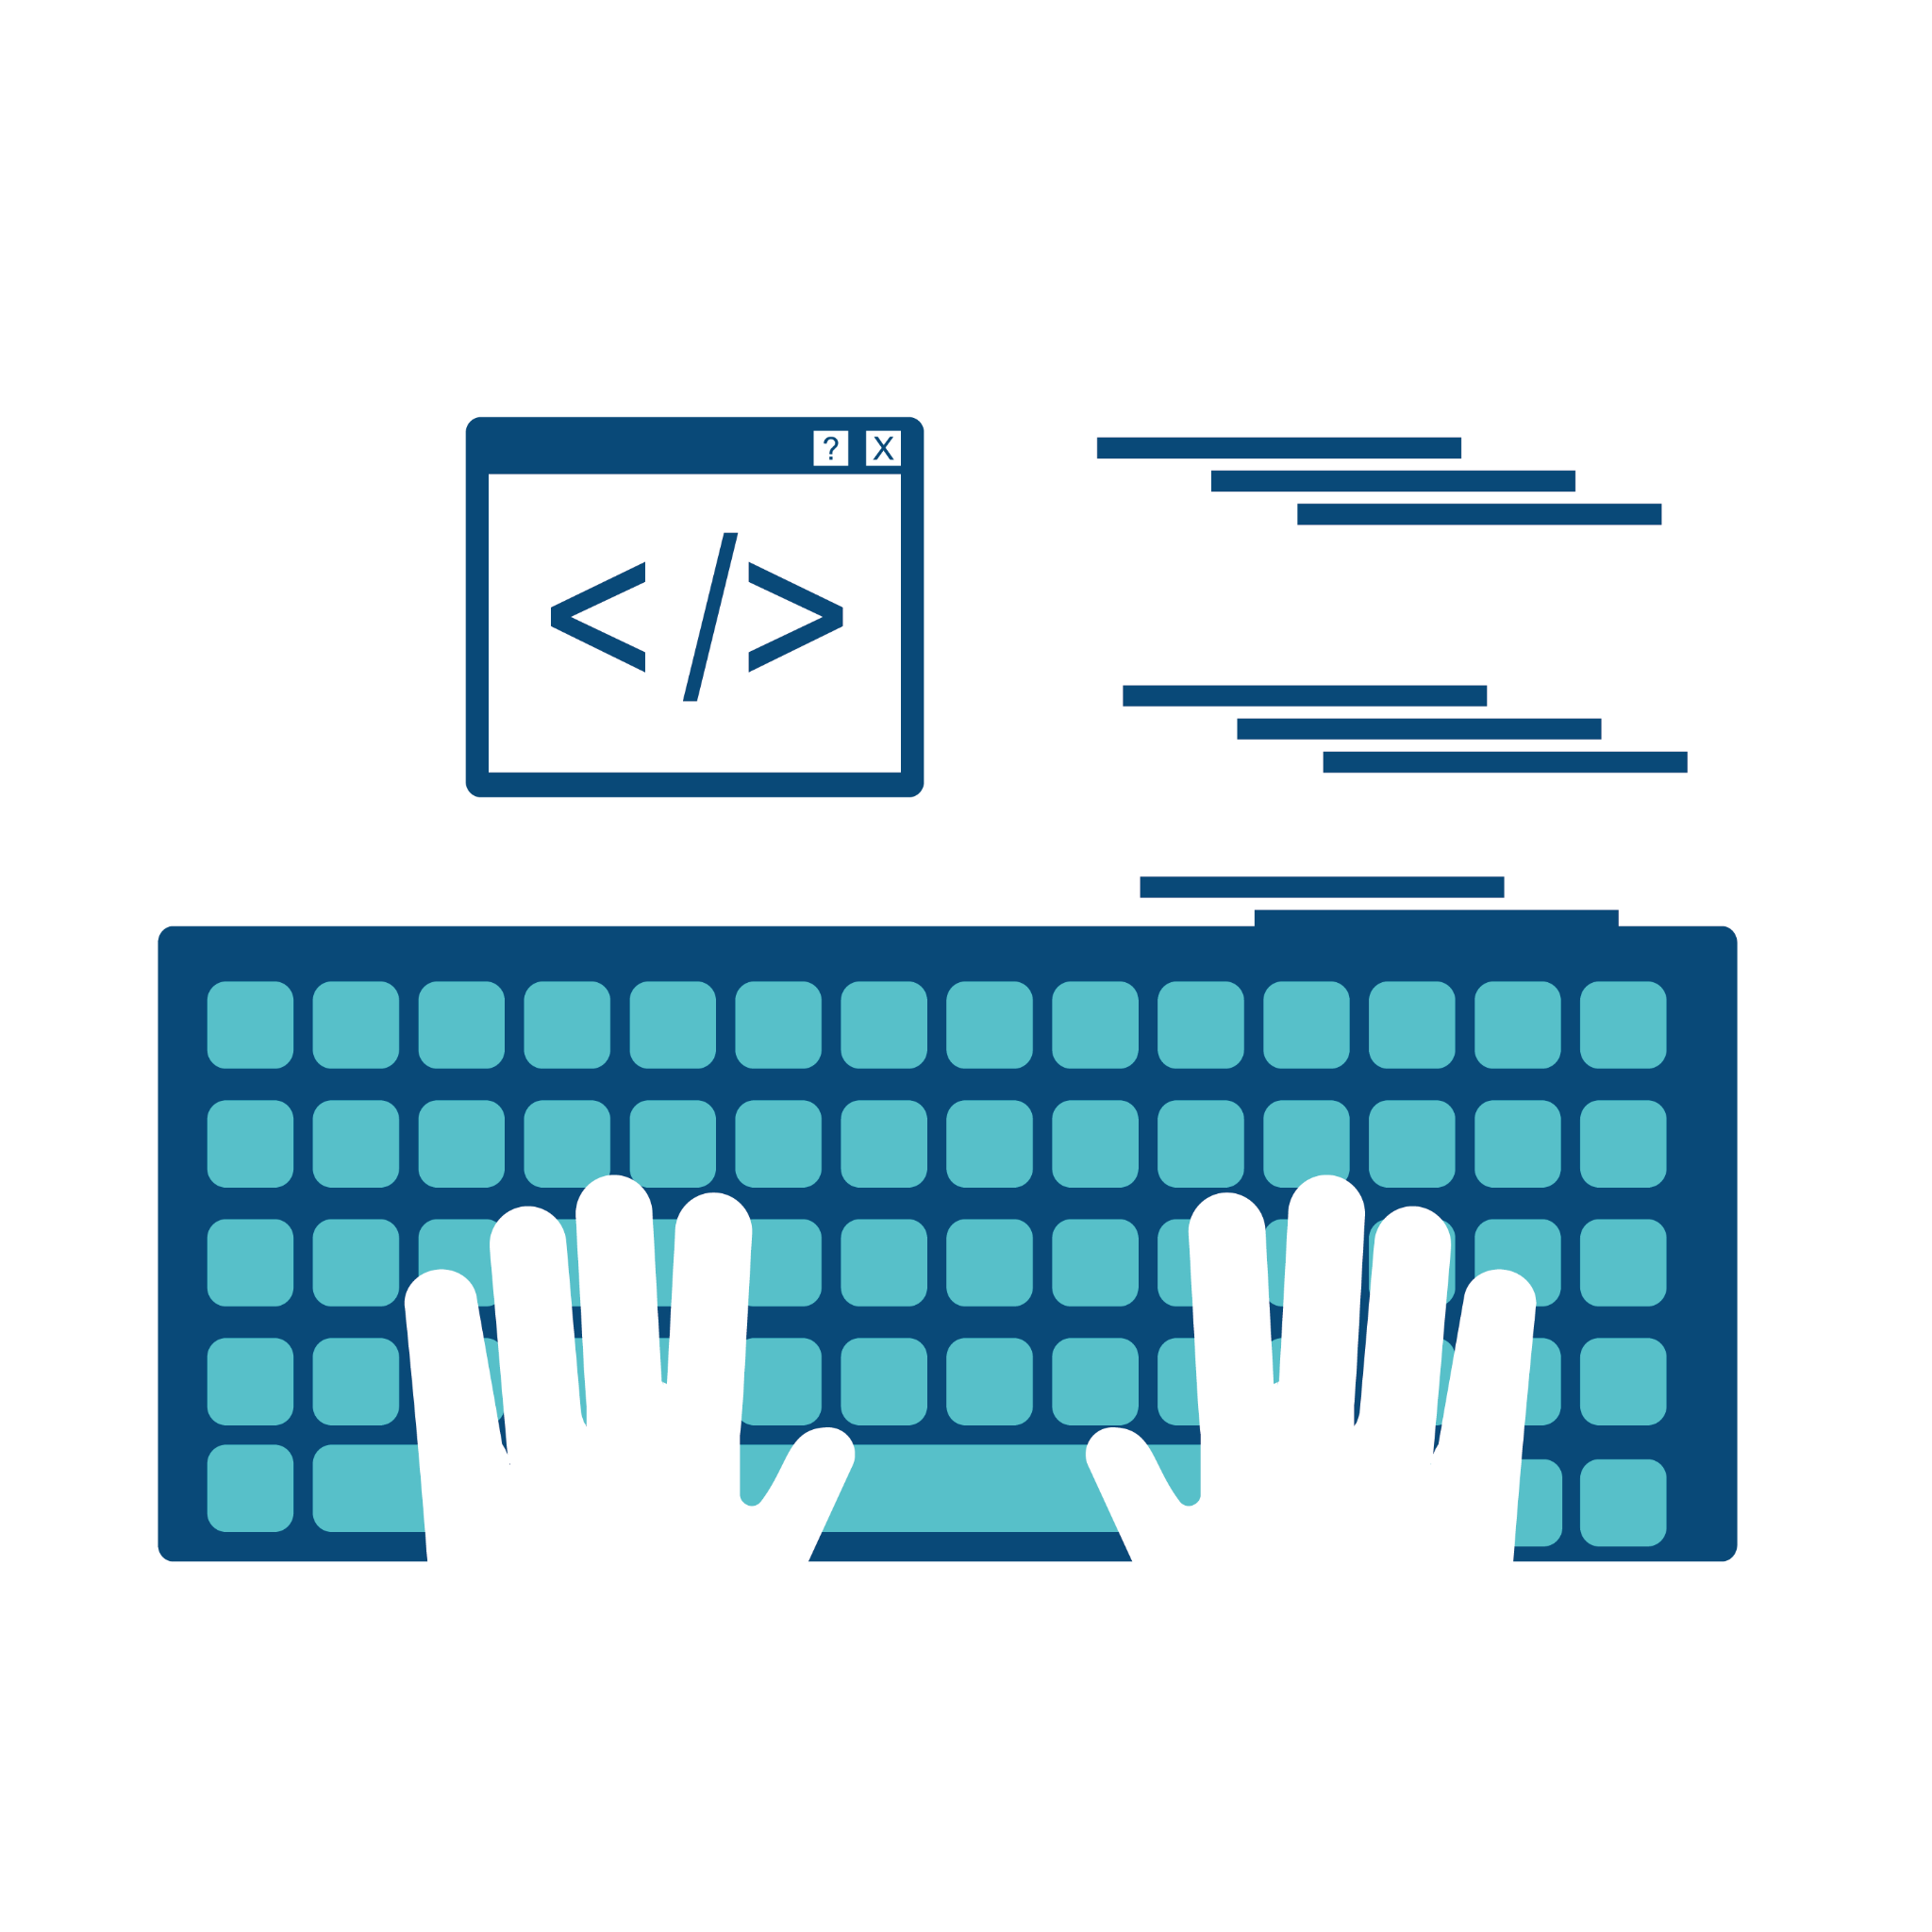 ? X
< / >